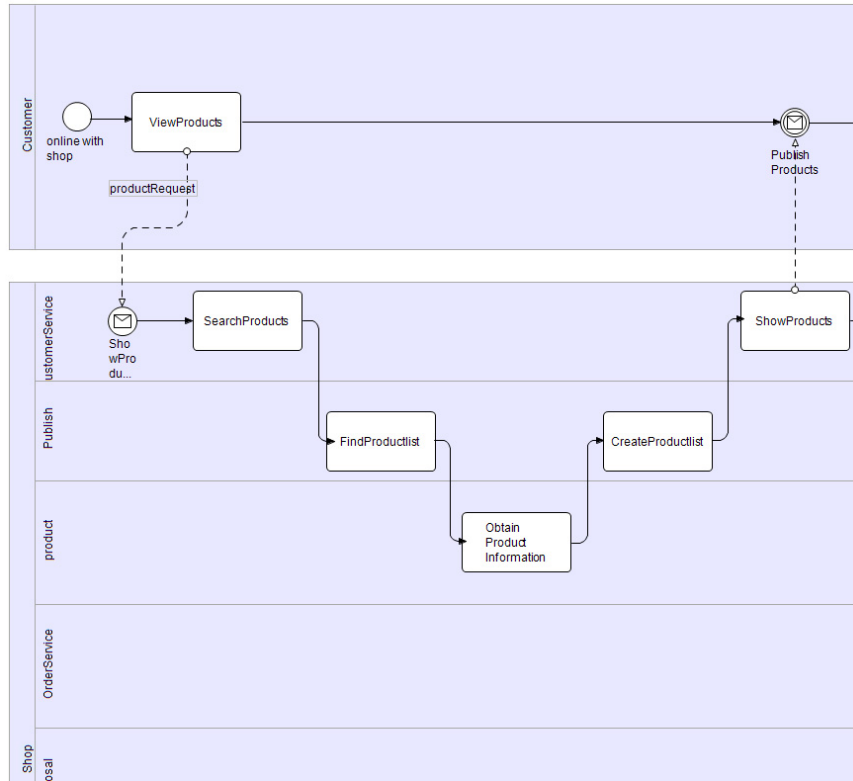 Customer
online with
shop
ViewProducts
productRequest
Publish
Products
Shop
ustomerService
Sho
wPro
du...
SearchProducts
ShowProducts
Publish
FindProductlist
CreateProductlist
product
Obtain
Product
Information
OrderService
osal